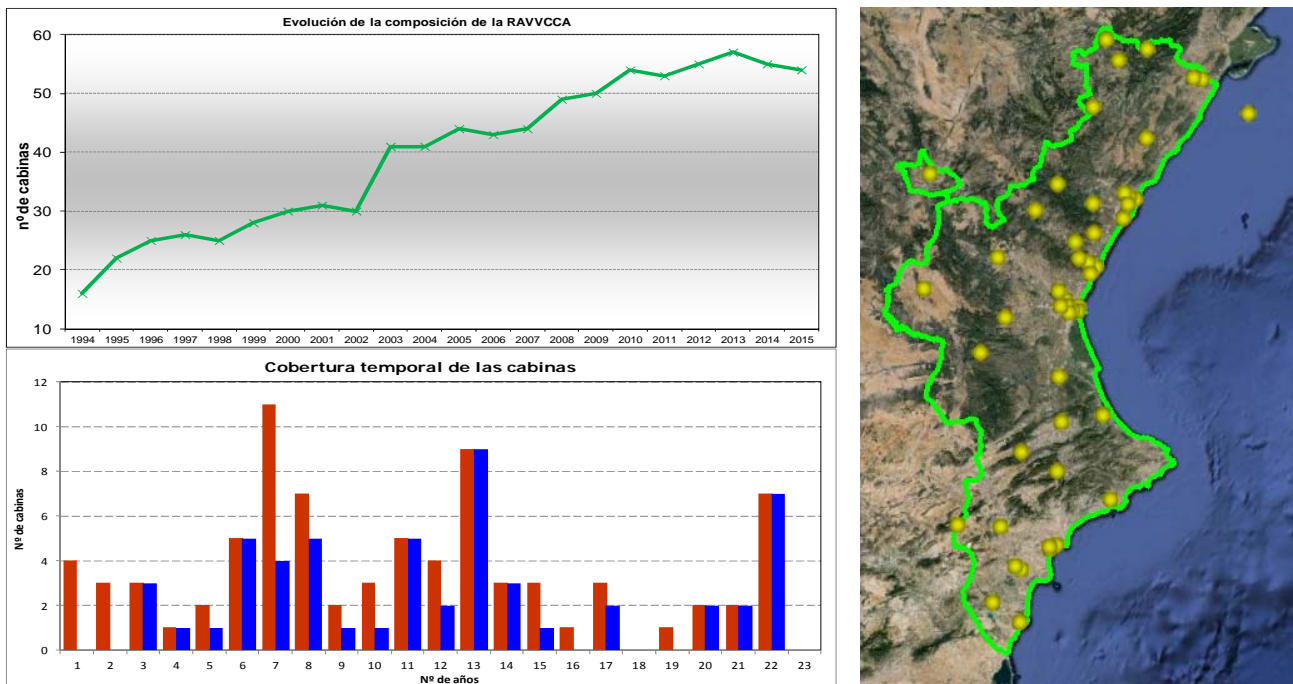 Evolución de la composición de la RAVVCCA
nº de cabinas
60
50
40
30
20
10
1994 1995 1996 1997 1998 1999 2000 2001 2002 2003 2004 2005 2006 2007 2008 2009 2010 2011 2012 2013 2014 2015
Cobertura temporal de las cabinas
Nº de cabinas
12
10
8
6
4
2
0
1 2 3 4 5 6 7 8 9 10 11 12 13 14 15 16 17 18 19 20 21 22 23
Nº de años